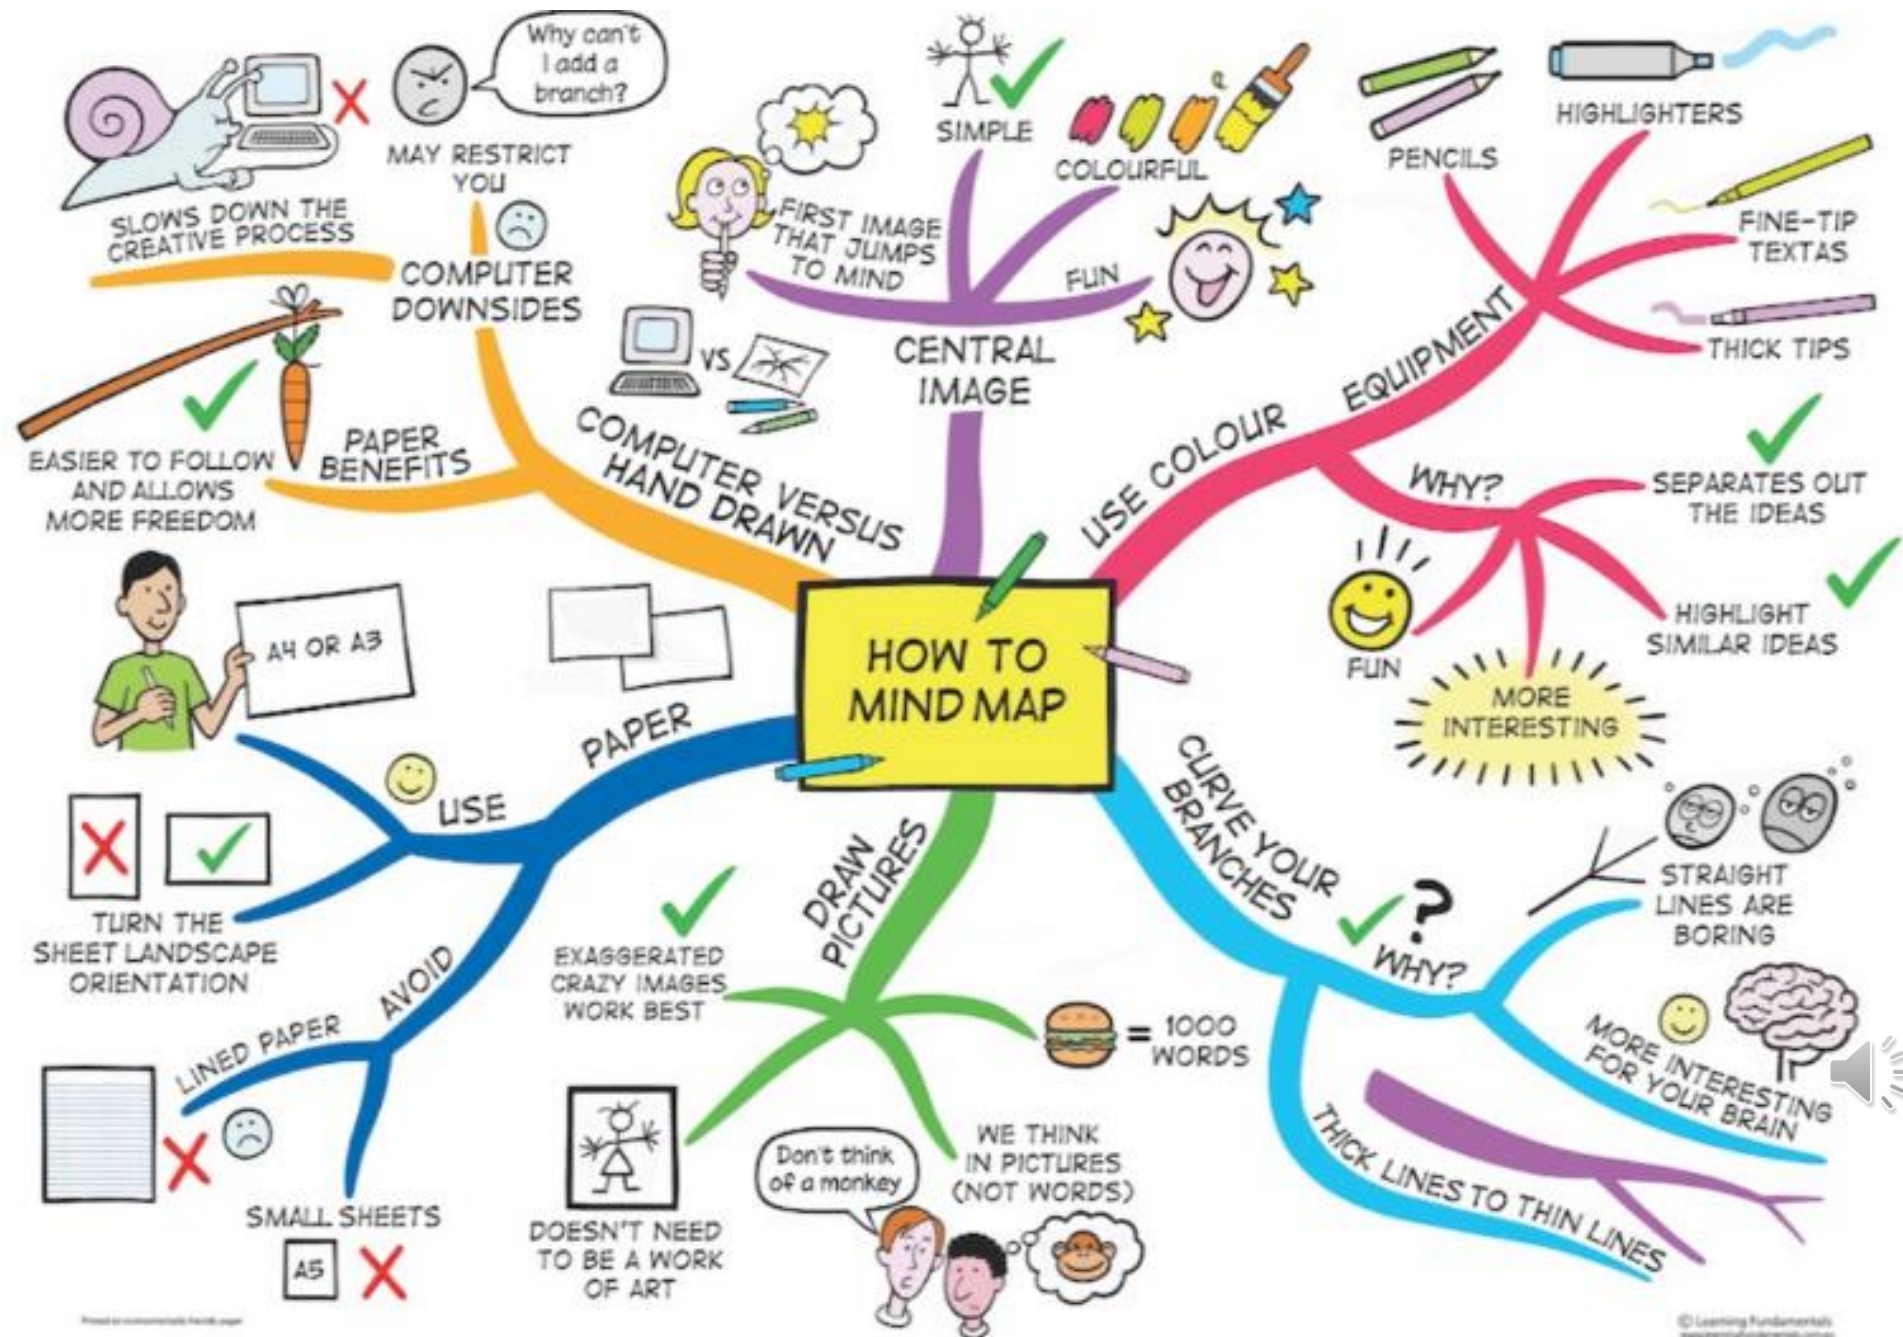 HOW TO
MIND MAP
CENTRAL
IMAGE
FIRST IMAGE
THAT JUMPS
TO MIND
SIMPLE
COLOURFUL
FUN
USE COLOUR
EQUIPMENT
PENCILS
HIGHLIGHTERS
FINE-TIP
TEXTAS
THICK TIPS
WHY?
SEPARATES OUT
THE IDEAS
HIGHLIGHT
SIMILAR IDEAS
MORE
INTERESTING
FUN
CURVE YOUR
BRANCHES
?
WHY?
STRAIGHT
LINES ARE
BORING
MORE INTERESTING
FOR YOUR BRAIN
THICK LINES TO THIN LINES
DRAW
PICTURES
= 1000
WORDS
WE THINK
IN PICTURES
(NOT WORDS)
Don't think
of a monkey
DOESN'T NEED
TO BE A WORK
OF ART
EXAGGERATED
CRAZY IMAGES
WORK BEST
PAPER
USE
A4 OR A3
TURN THE
SHEET LANDSCAPE
ORIENTATION
AVOID
LINED PAPER
SMALL SHEETS
A5
COMPUTER VERSUS
HAND DRAWN
VS
PAPER
BENEFITS
EASIER TO FOLLOW
AND ALLOWS
MORE FREEDOM
COMPUTER
DOWNSIDES
SLOWS DOWN THE
CREATIVE PROCESS
MAY RESTRICT
YOU
Why can't
I add a
branch?
Printed on environmentally friendly paper
© Learning Fundamentals